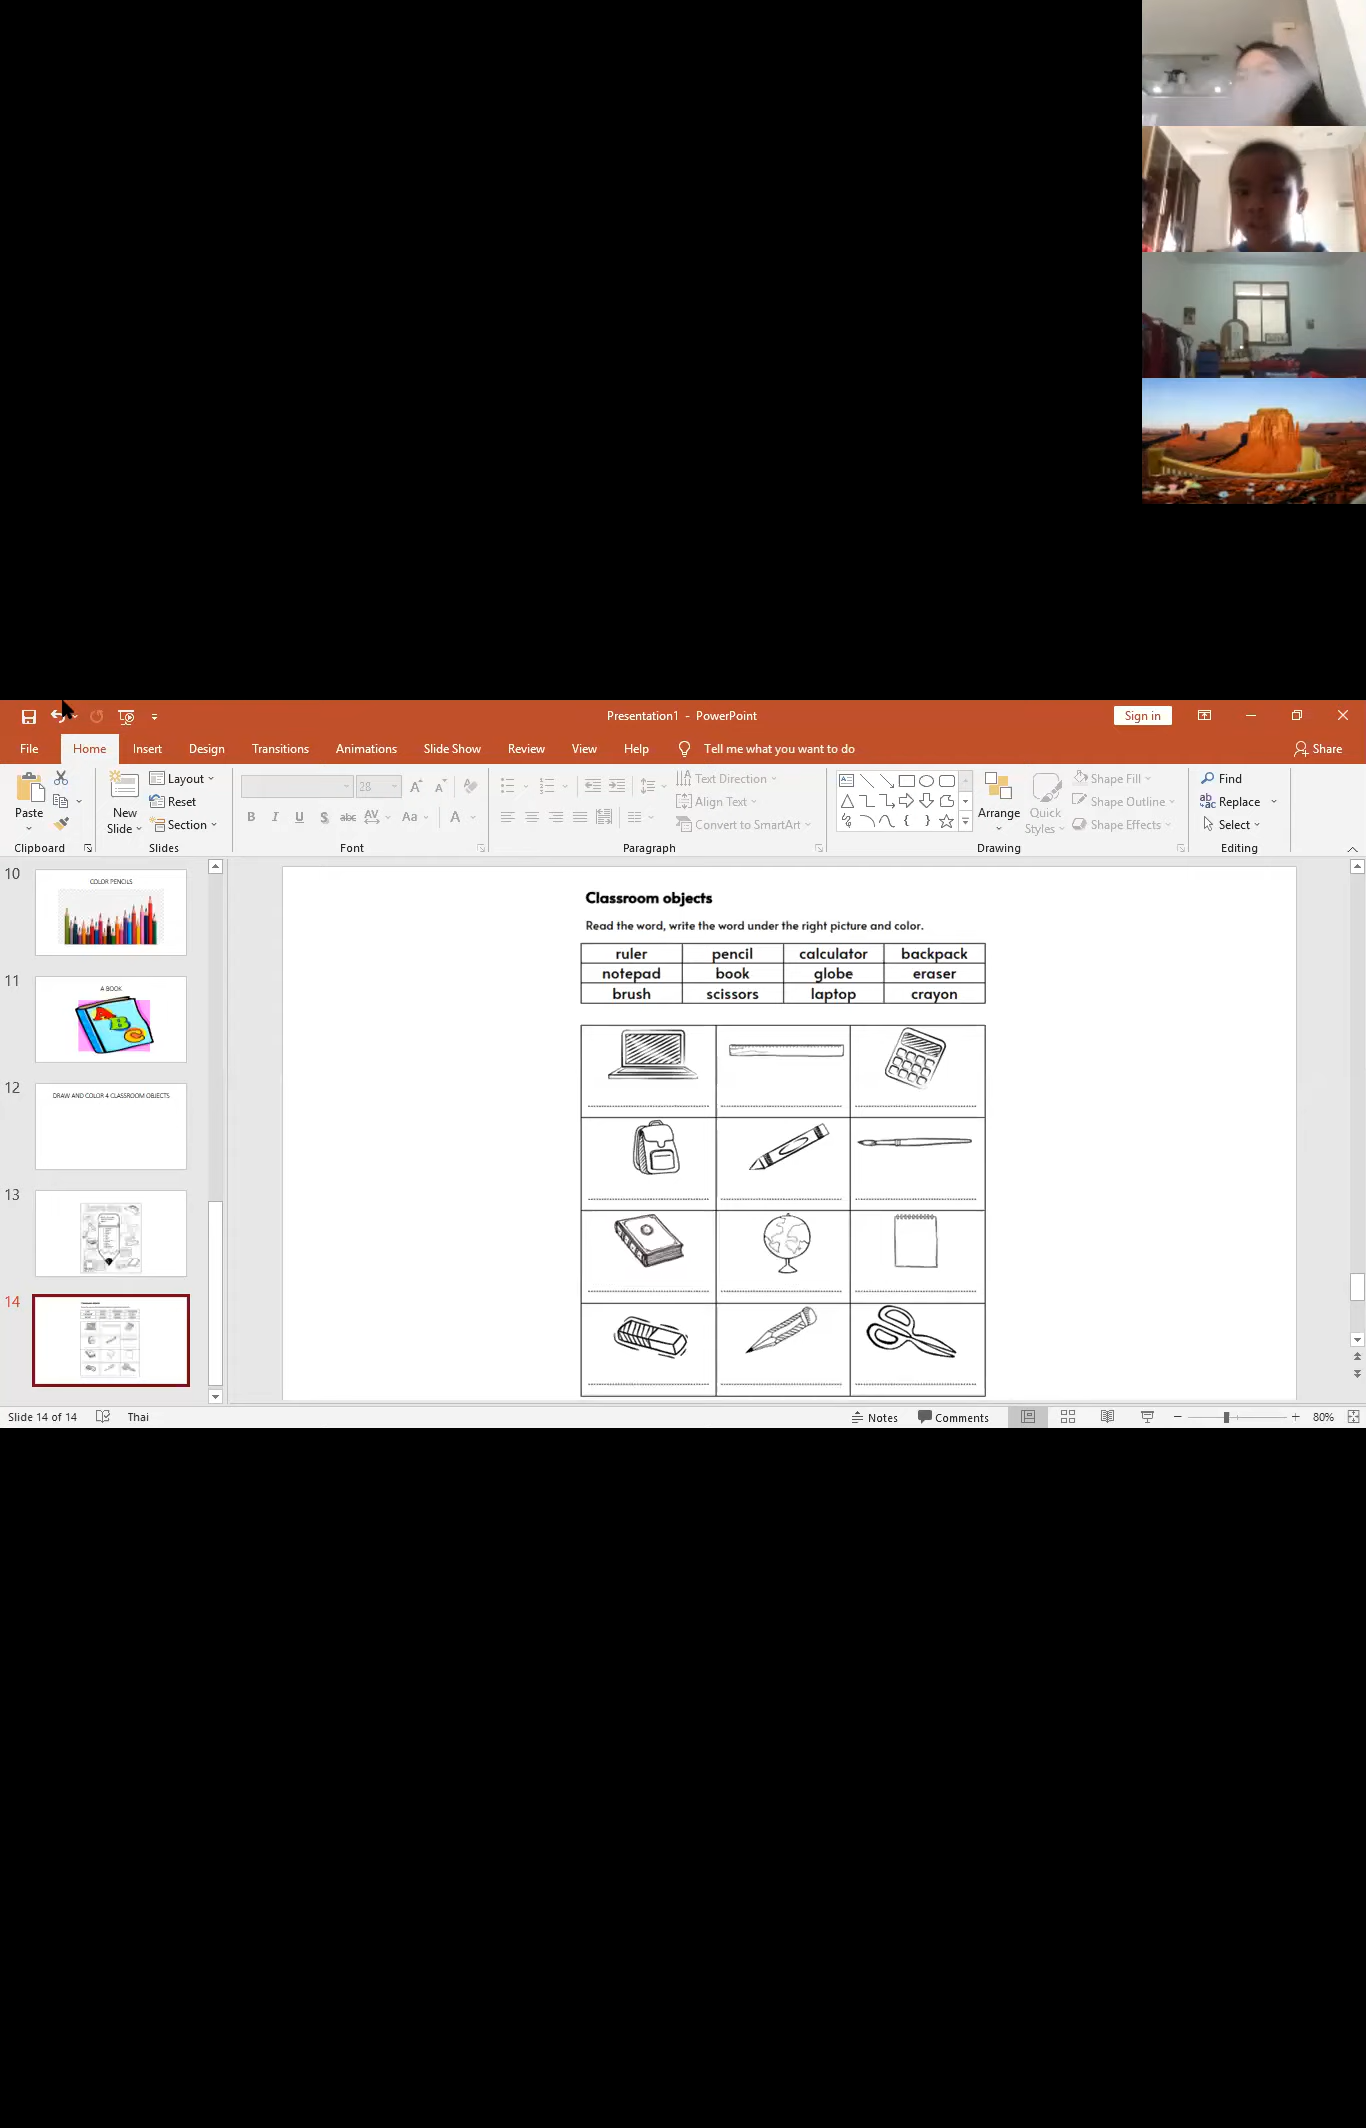 Presentation1 - PowerPoint
Sign in
File Home Insert Design Transitions Animations Slide Show Review View Help Tell me what you want to do Share
Paste
Clipboard
New Slide
Layout
Reset
Section
Slides
28
B I U S abc AV Aa A
Font
Text Direction
Align Text
Convert to SmartArt
Paragraph
Arrange
Quick Styles
Shape Fill
Shape Outline
Shape Effects
Drawing
Find
Replace
Select
Editing
10
COLOR PENCILS
11
A BOOK
A B C
12
DRAW AND COLOR 4 CLASSROOM OBJECTS
13
14
Classroom objects
Read the word, write the word under the right picture and color.
ruler pencil calculator backpack
notepad book globe eraser
brush scissors laptop crayon
Slide 14 of 14 Thai Notes Comments 80%